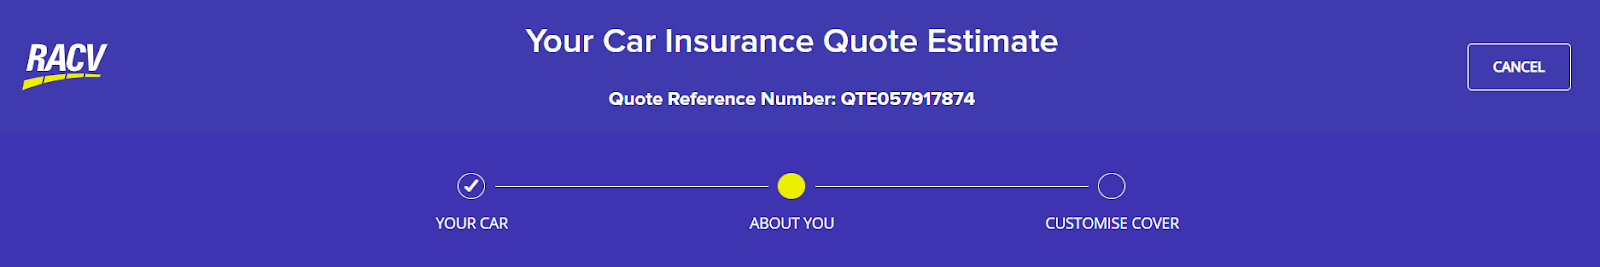 RACV
Your Car Insurance Quote Estimate
CANCEL
Quote Reference Number: QTE057917874
YOUR CAR
ABOUT YOU
CUSTOMISE COVER